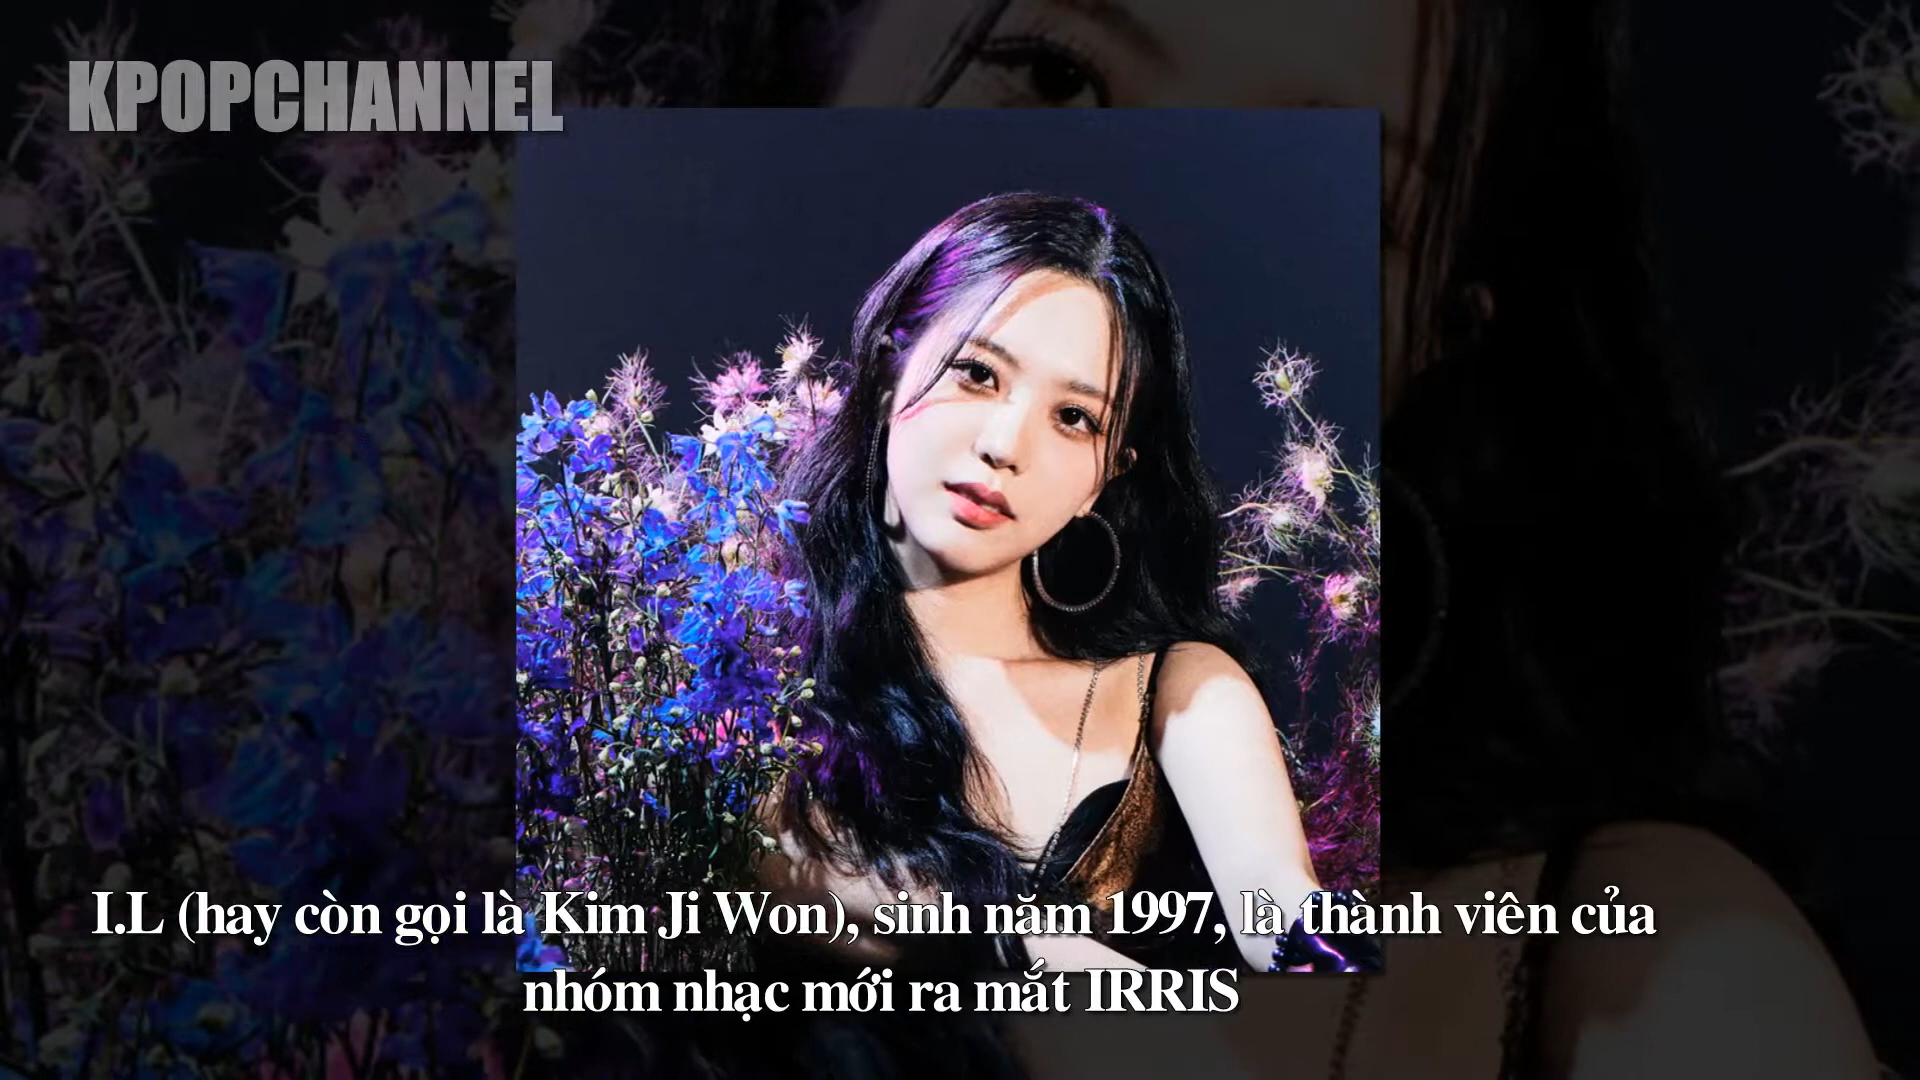 KPOPCHANNEL
I.L (hay còn gọi là Kim Ji Won), sinh năm 1997, là thành viên của
nhóm nhạc mới ra mắt IRRIS